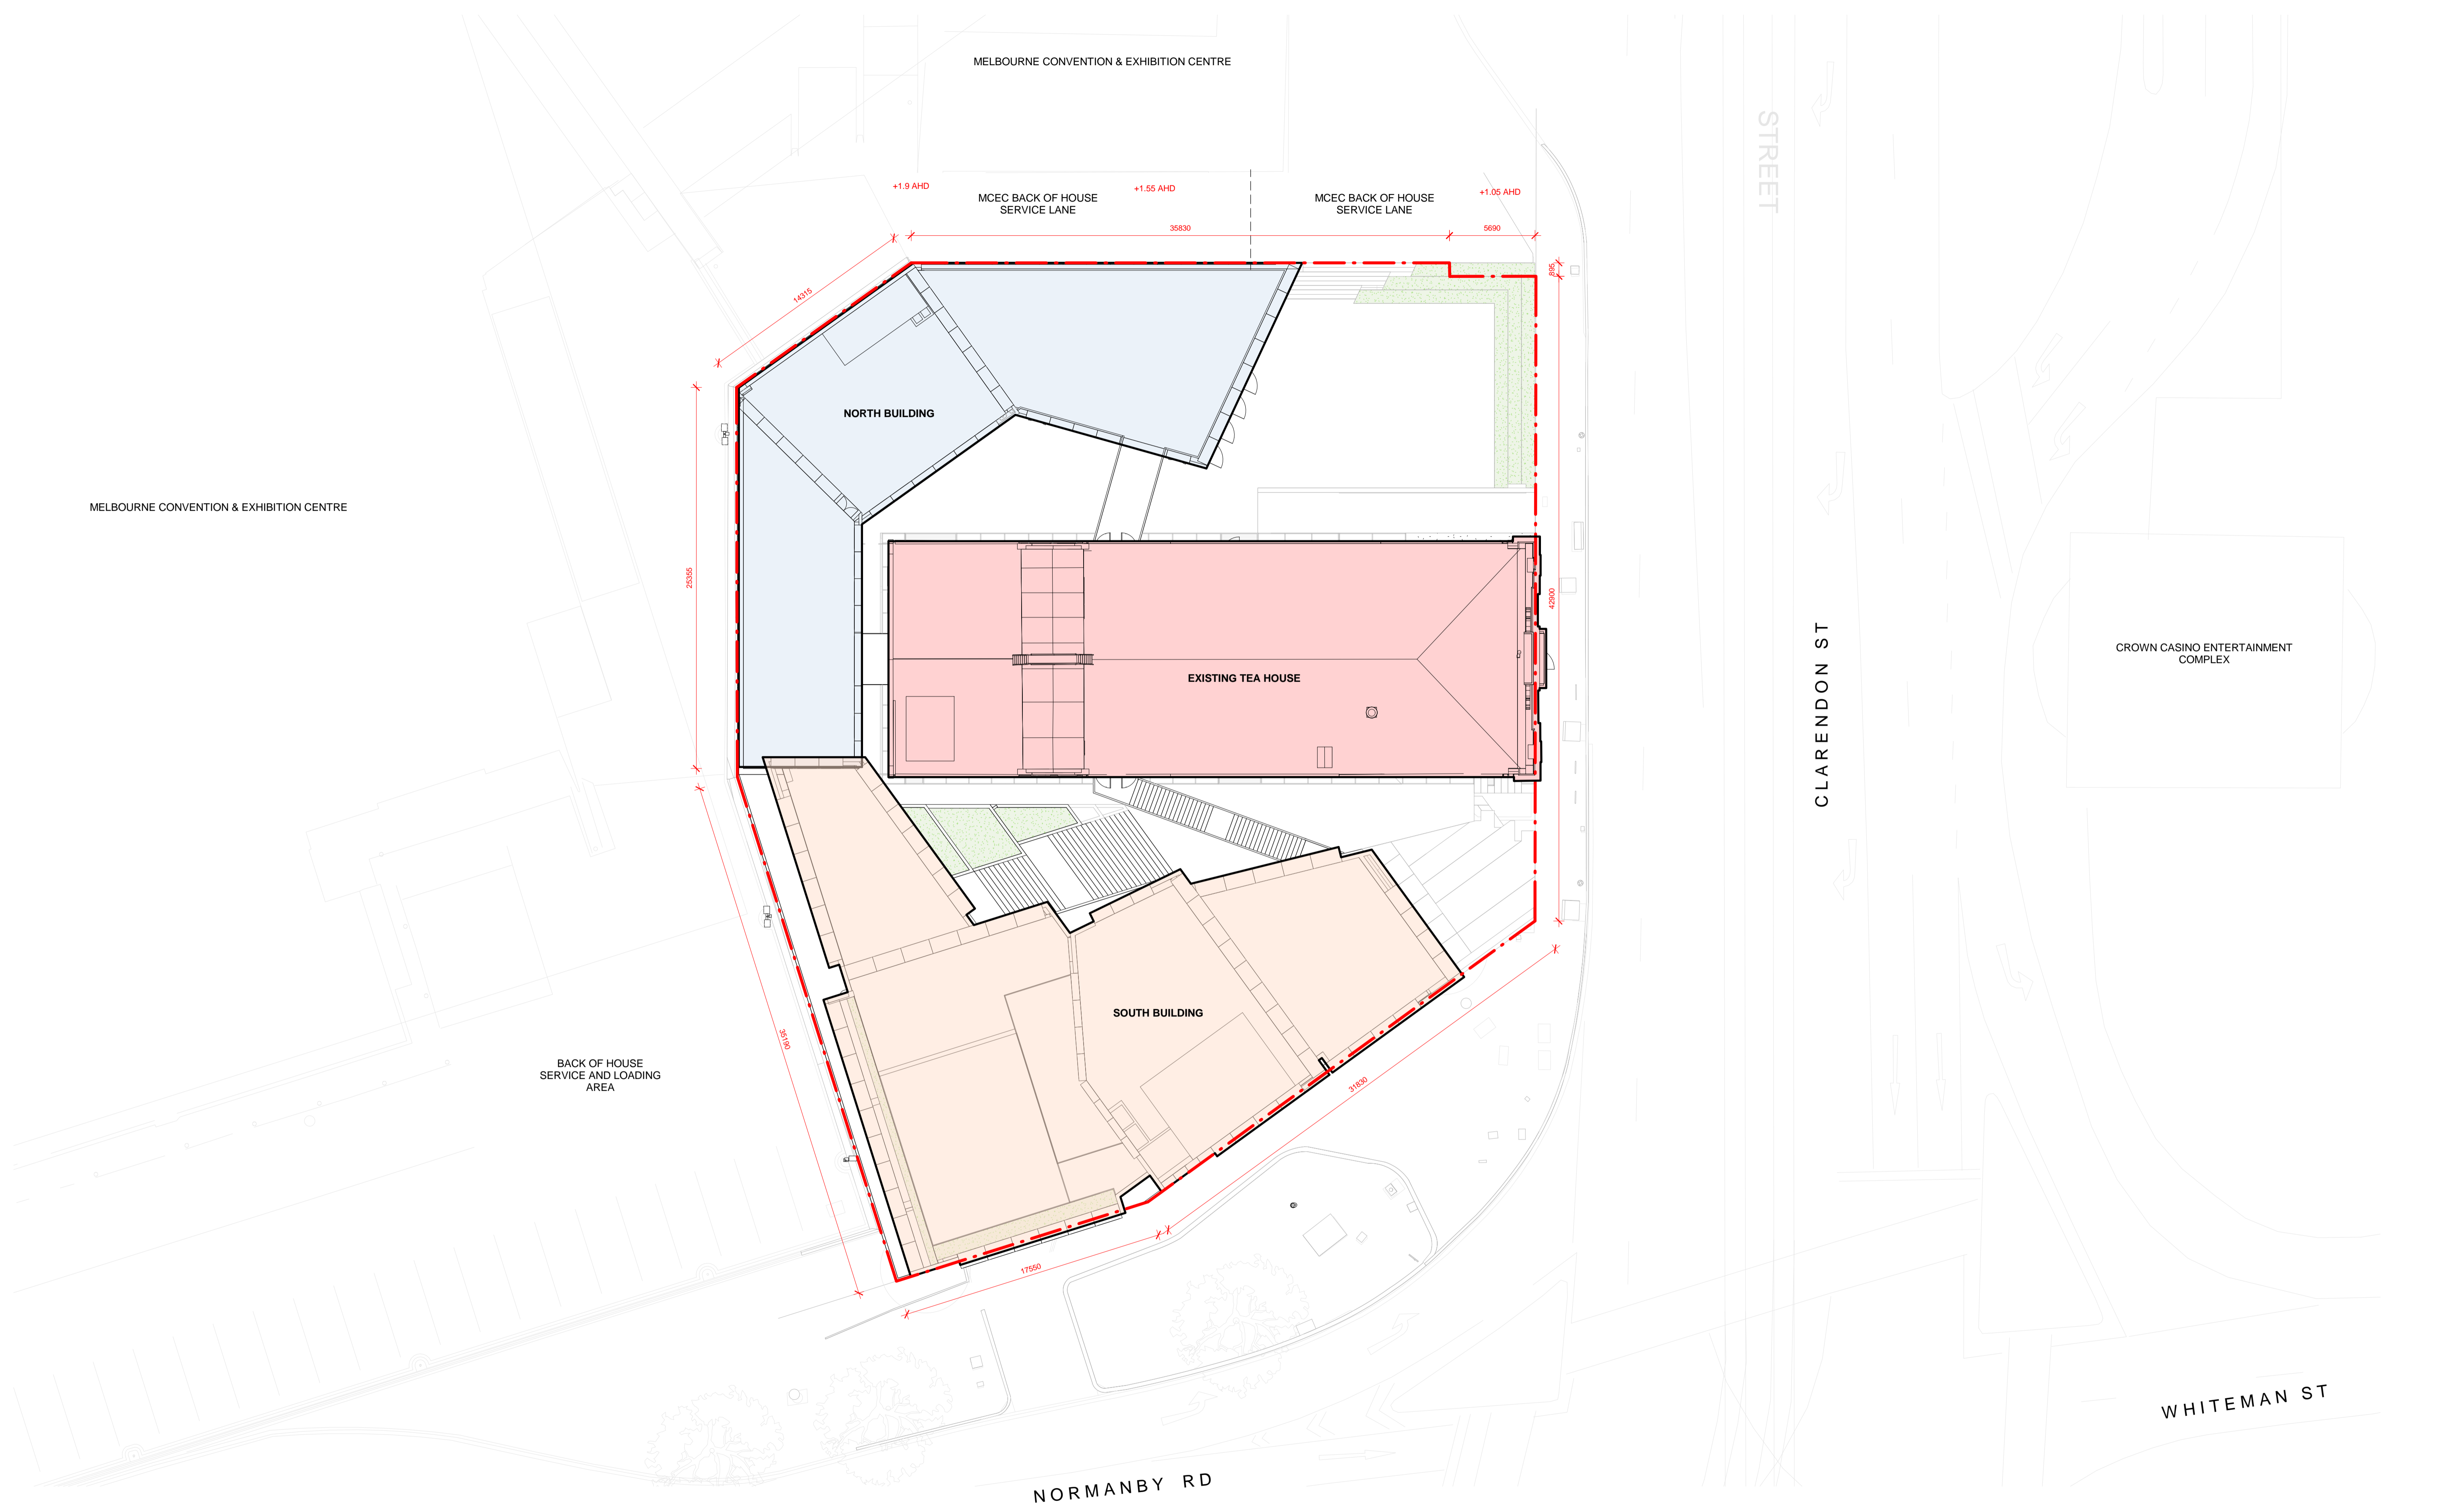 MELBOURNE CONVENTION & EXHIBITION CENTRE
STREET
+1.9 AHD
+1.55 AHD
+1.05 AHD
MCEC BACK OF HOUSE
SERVICE LANE
MCEC BACK OF HOUSE
SERVICE LANE
35830
5690
895
14315
NORTH BUILDING
MELBOURNE CONVENTION & EXHIBITION CENTRE
25355
42900
EXISTING TEA HOUSE
CLARENDON ST
CROWN CASINO ENTERTAINMENT
COMPLEX
SOUTH BUILDING
35190
BACK OF HOUSE
SERVICE AND LOADING
AREA
31830
17550
WHITEMAN ST
NORMANBY RD